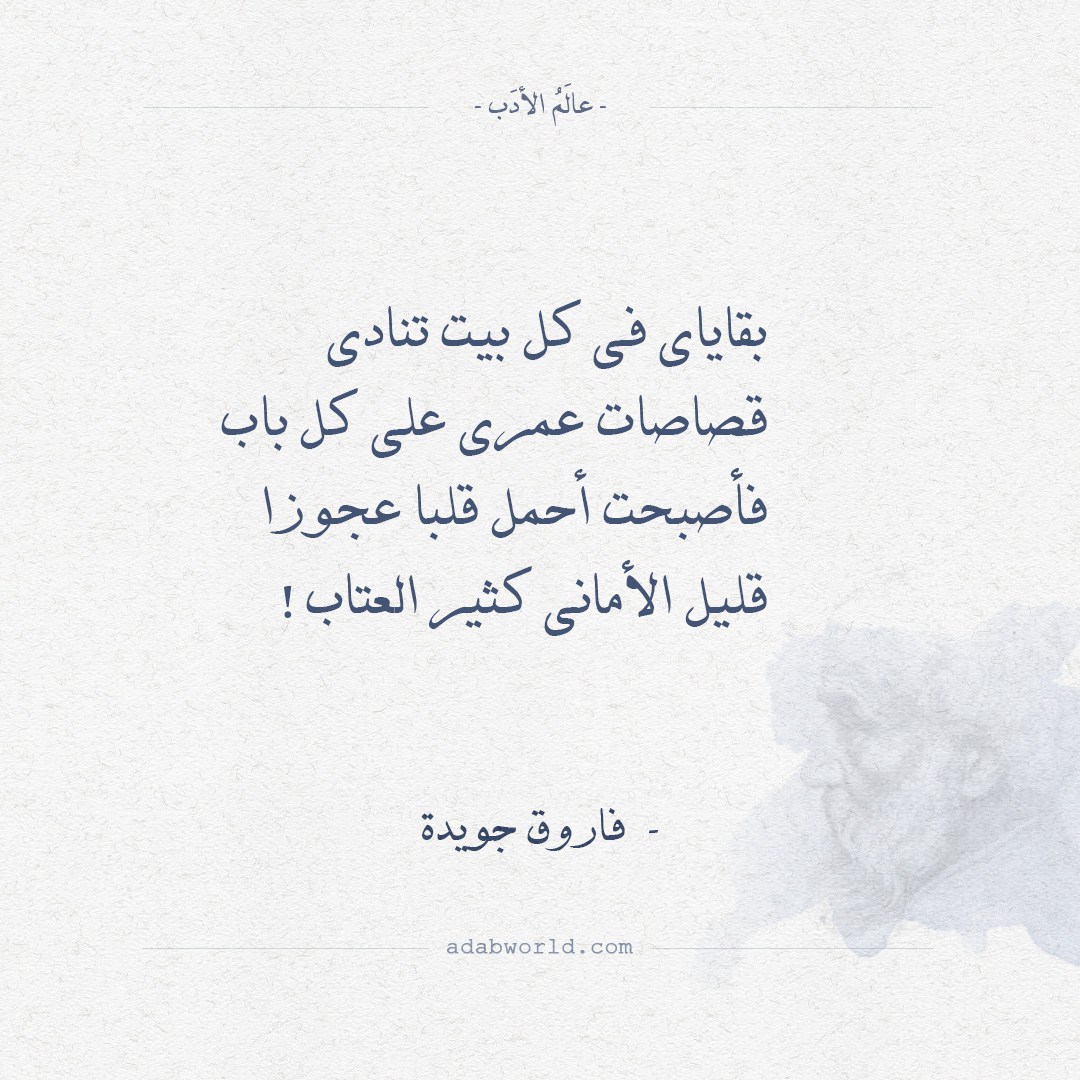 - عالَمُ الأدَب -
بقاياى فى كل بيت تنادى
قصاصات عمرى على كل باب
فأصبحت أحمل قلبا عجوزا
قليل الأمانى كثير العتاب !
- فاروق جويدة
adabworld.com